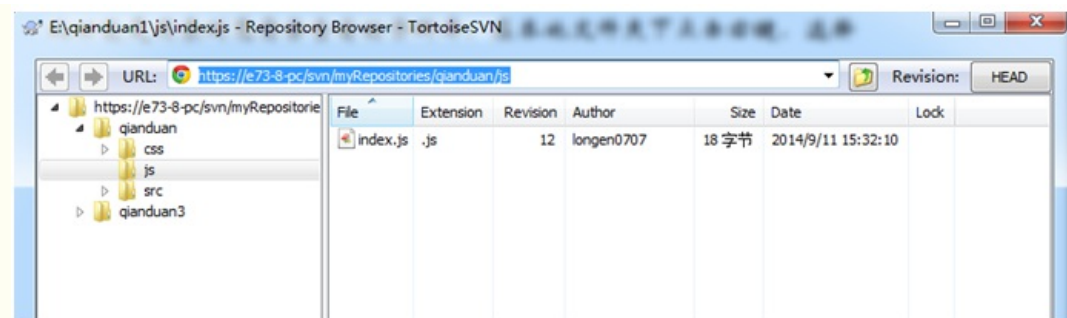 E:\qianduan1\js\index.js - Repository Browser - TortoiseSVN
URL: https://e73-8-pc/svn/myRepositories/qianduan/js Revision: HEAD
https://e73-8-pc/svn/myRepositorie
qianduan
css
js
src
qianduan3
File Extension Revision Author Size Date Lock
index.js .js 12 longen0707 18 字节 2014/9/11 15:32:10